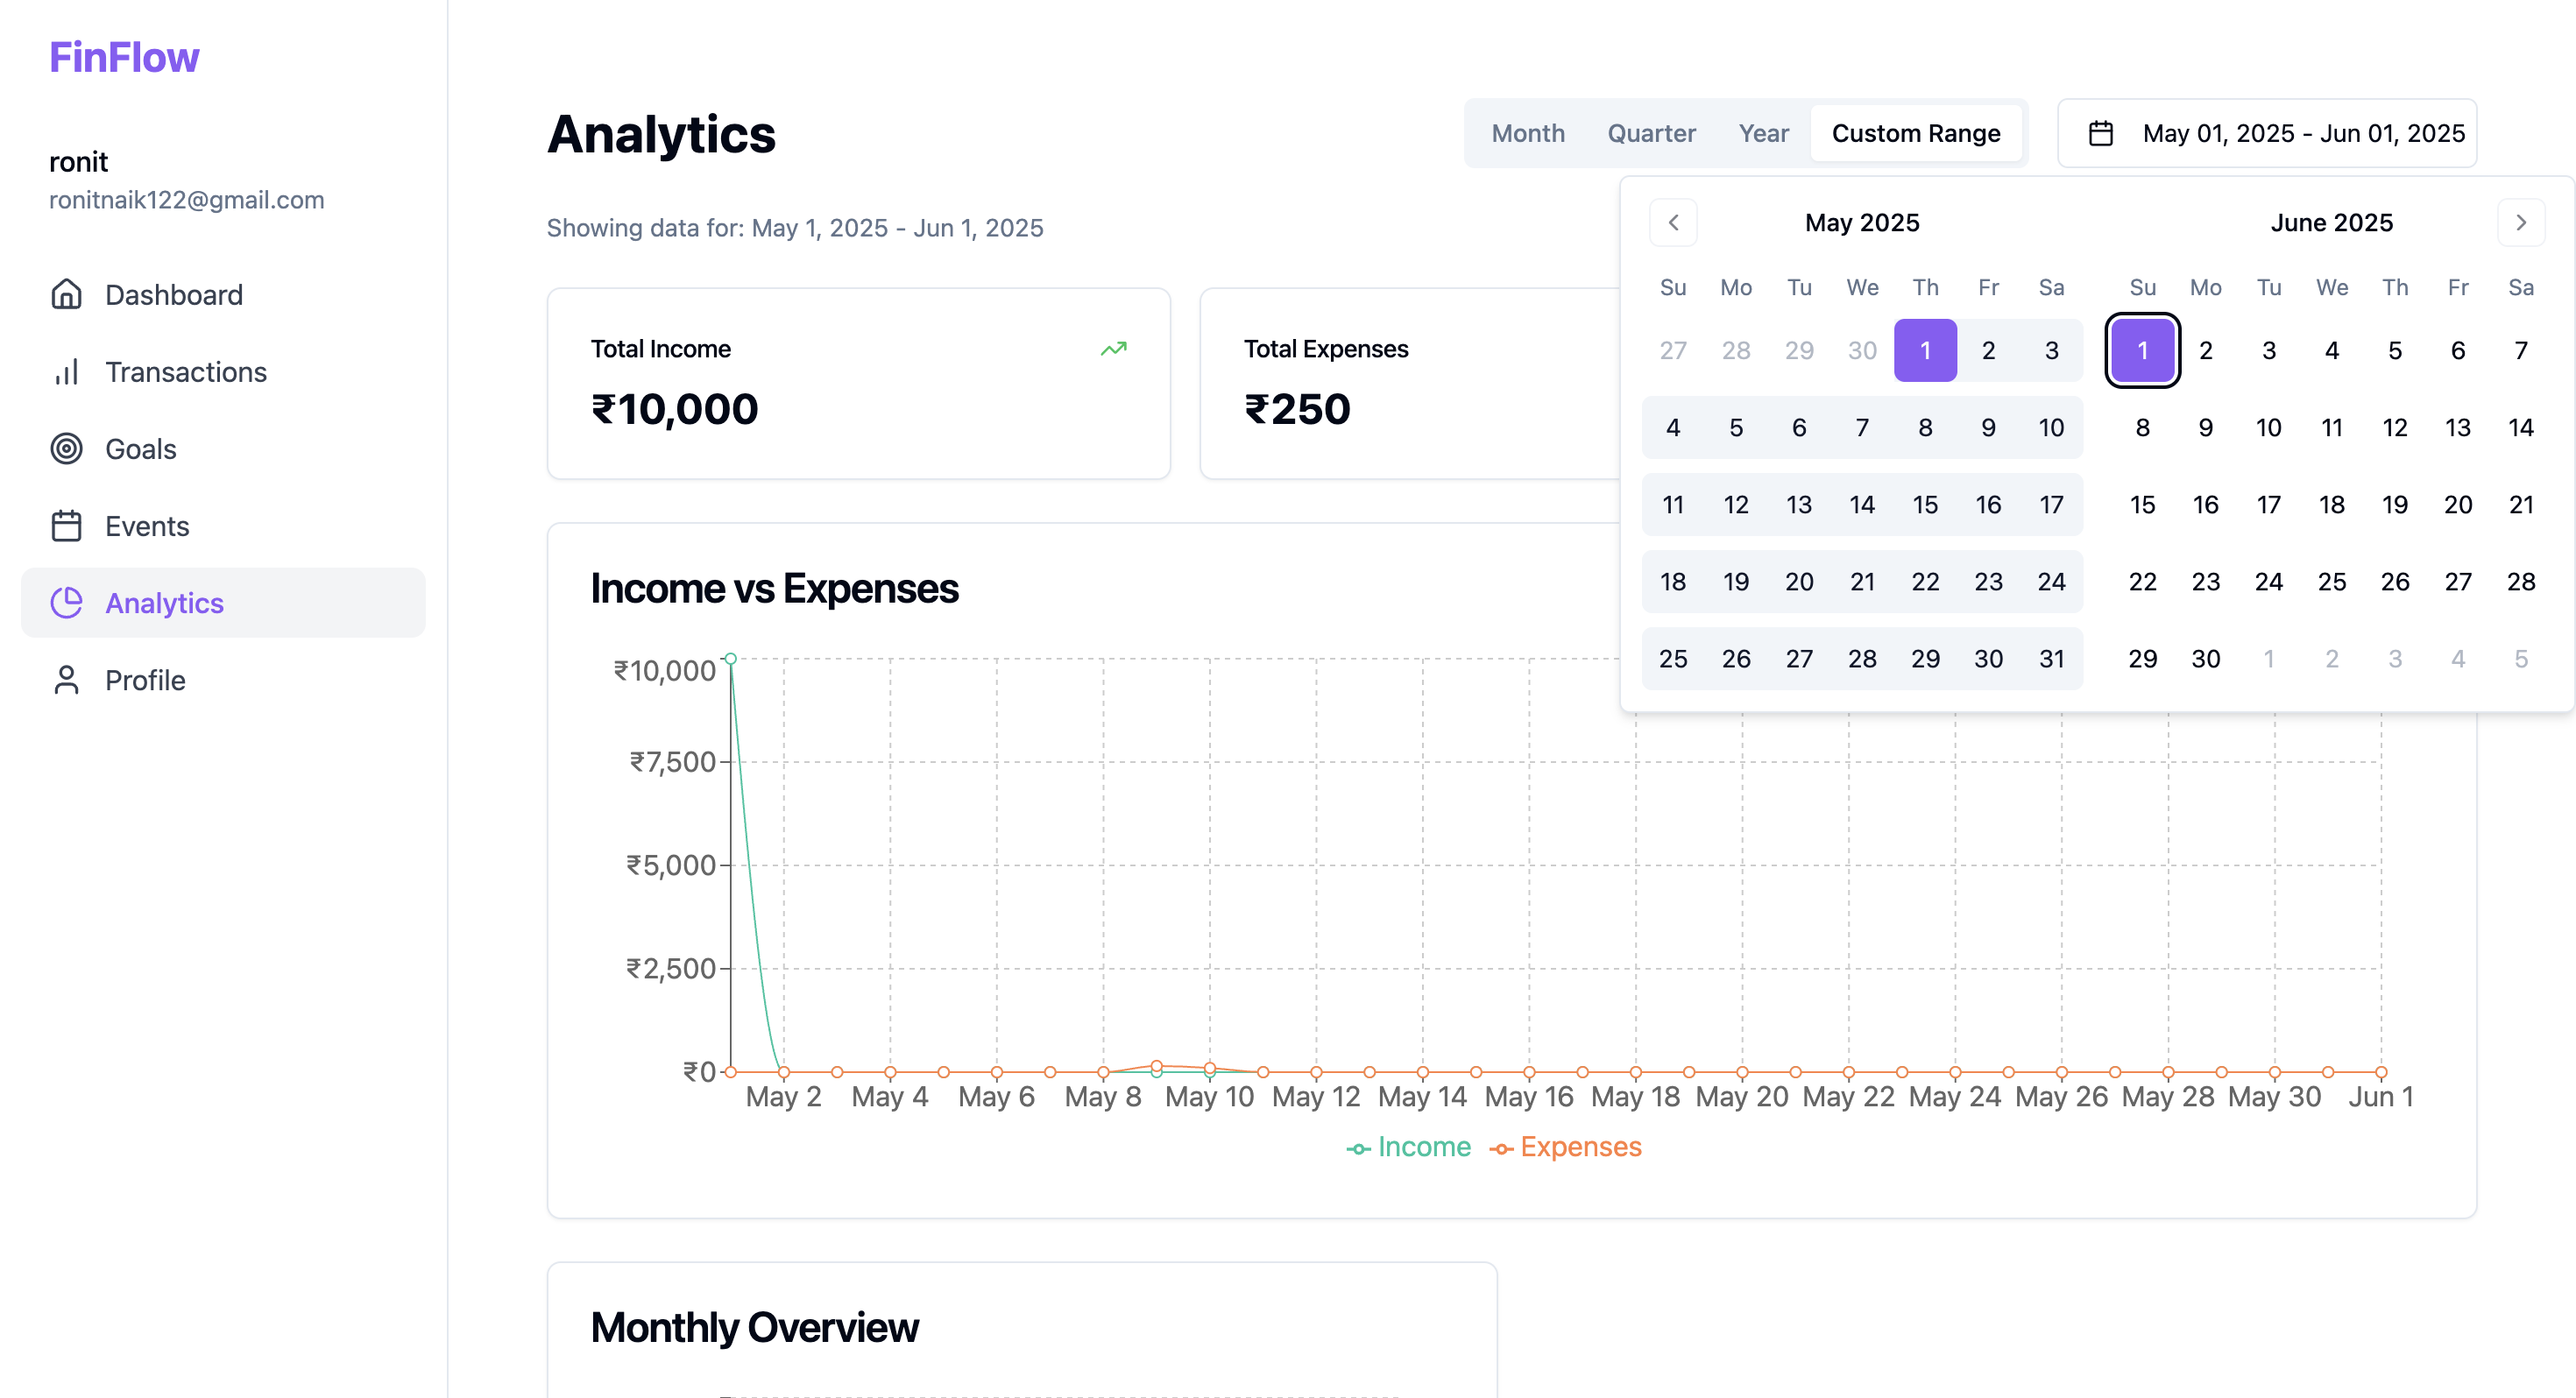 FinFlow
ronit
ronitnaik122@gmail.com
Dashboard
Transactions
Goals
Events
Analytics
Profile
Analytics
Month Quarter Year Custom Range
May 01, 2025 - Jun 01, 2025
Showing data for: May 1, 2025 - Jun 1, 2025
Total Income
₹10,000
Total Expenses
₹250
May 2025
Su Mo Tu We Th Fr Sa
27 28 29 30 1 2 3
4 5 6 7 8 9 10
11 12 13 14 15 16 17
18 19 20 21 22 23 24
25 26 27 28 29 30 31
June 2025
Su Mo Tu We Th Fr Sa
1 2 3 4 5 6 7
8 9 10 11 12 13 14
15 16 17 18 19 20 21
22 23 24 25 26 27 28
29 30 1 2 3 4 5
Income vs Expenses
₹10,000
₹7,500
₹5,000
₹2,500
₹0
May 2 May 4 May 6 May 8 May 10 May 12 May 14 May 16 May 18 May 20 May 22 May 24 May 26 May 28 May 30 Jun 1
Income Expenses
Monthly Overview